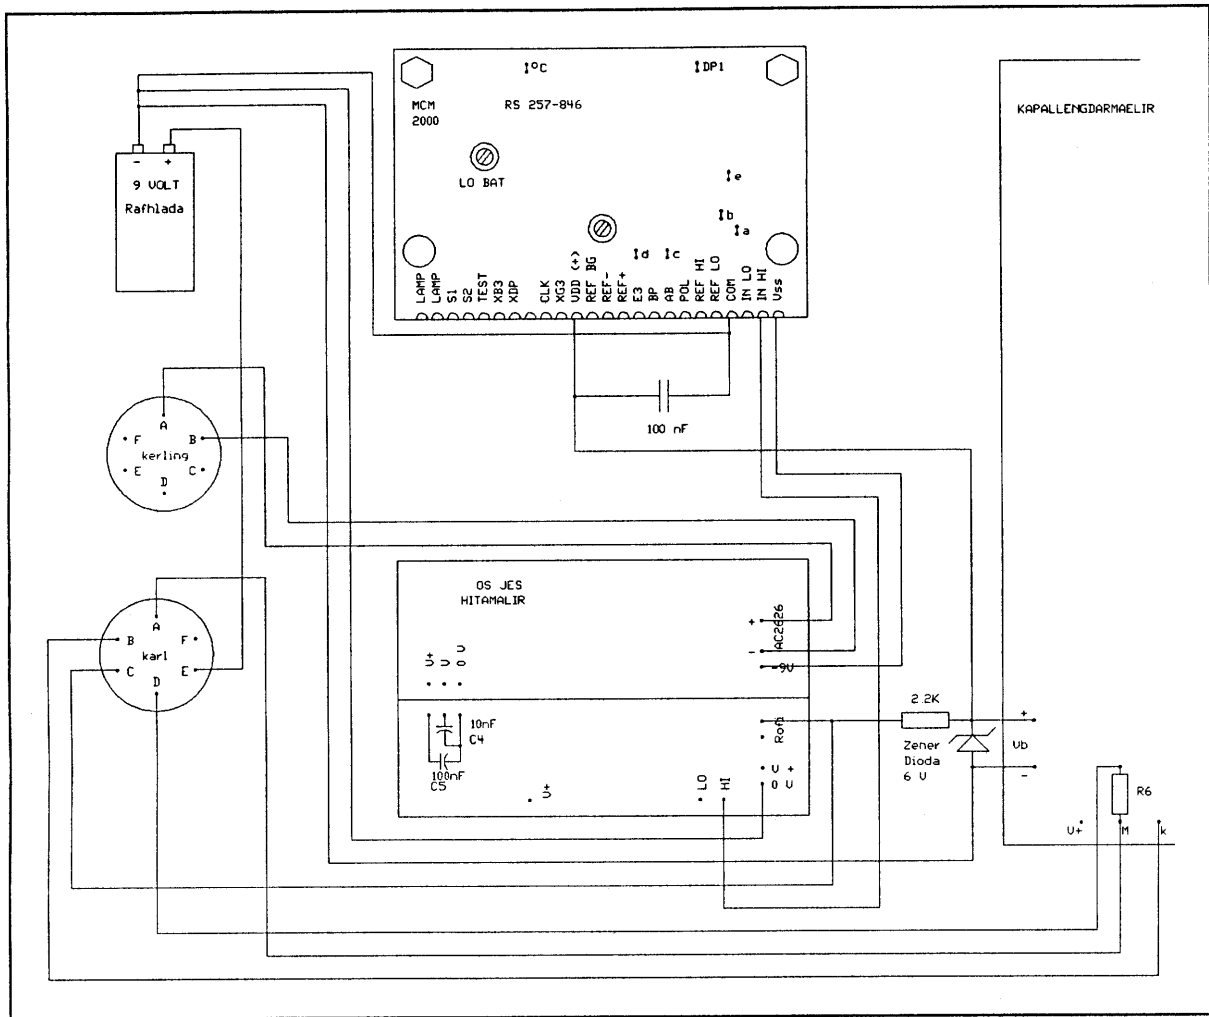 °C
DP1
MCM
2000
RS 257-846
KAPALLENGDARMAELIR
- +
9 VOLT
Rafhlada
LO BAT
e
b
a
d
c
LAMP
LAMP
S1
S2
TEST
XB3
XDP
CLK
XG3
VDD (+)
REF BG
REF-
REF+
E3
BP
AB
POL
REF HI
REF LO
COM
IN LO
IN HI
Vss
100 nF
A
F
B
kerling
E
C
D
OS JES
HITAMALIR
+
-
-9V
AC2626
V+
V
0 V
A
B
F
karl
C
E
D
10nF
C4
100nF
C5
V+
LO
HI
Rofi
V +
0 V
2.2K
Zener
Dioda
6 V
+
Vb
-
R6
V+
M
k